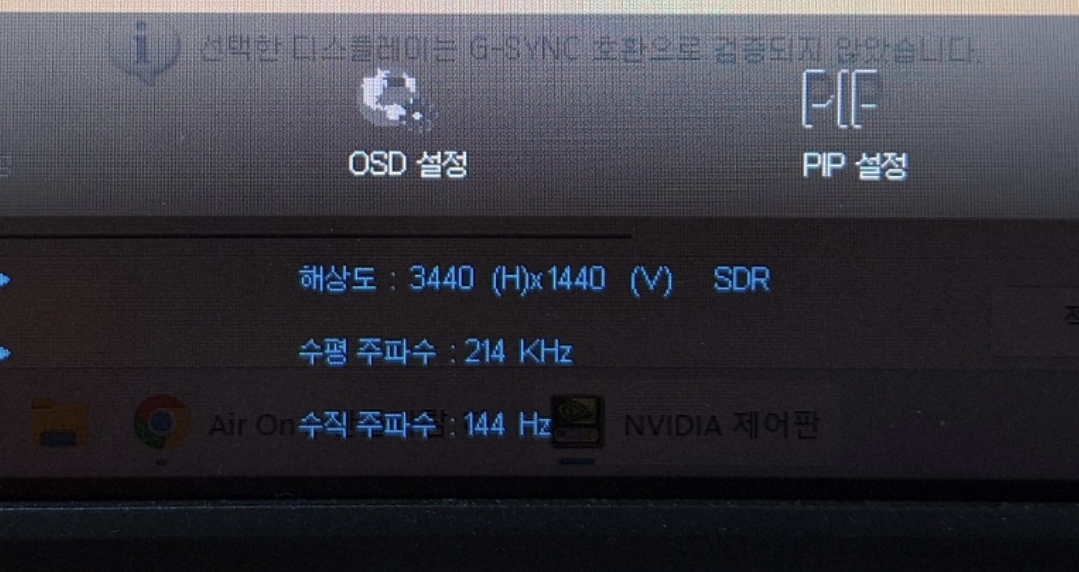 선택한 디스플레이는 G-SYNC 호환으로 검증되지 않았습니다.
OSD 설정
PIP 설정
해상도 : 3440 (H)x1440 (V) SDR
수평 주파수 : 214 KHz
수직 주파수 : 144 Hz
Air On
NVIDIA 제어판